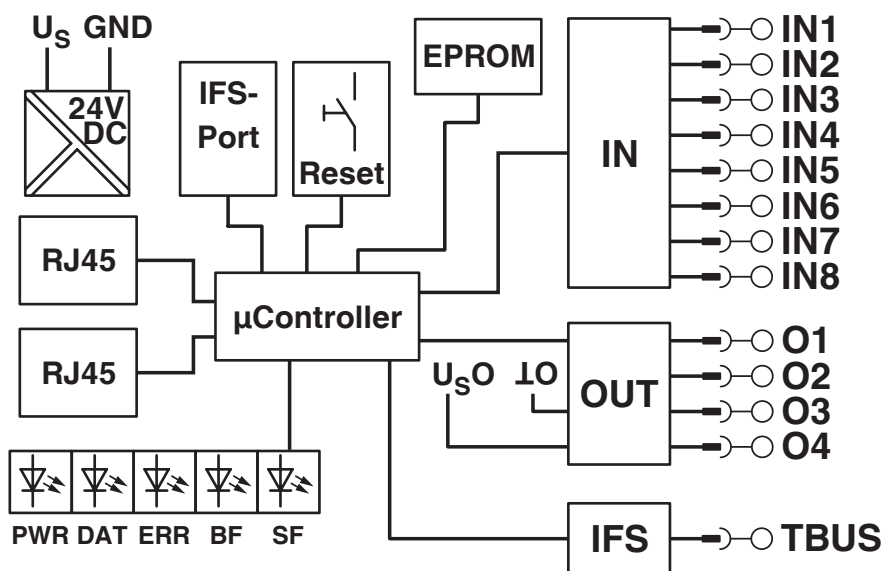 US GND
24V
DC
IFS-
Port
Reset
EPROM
IN
IN1
IN2
IN3
IN4
IN5
IN6
IN7
IN8
RJ45
µController
RJ45
USO
⊥O
OUT
O1
O2
O3
O4
PWR DAT ERR BF SF
IFS
TBUS